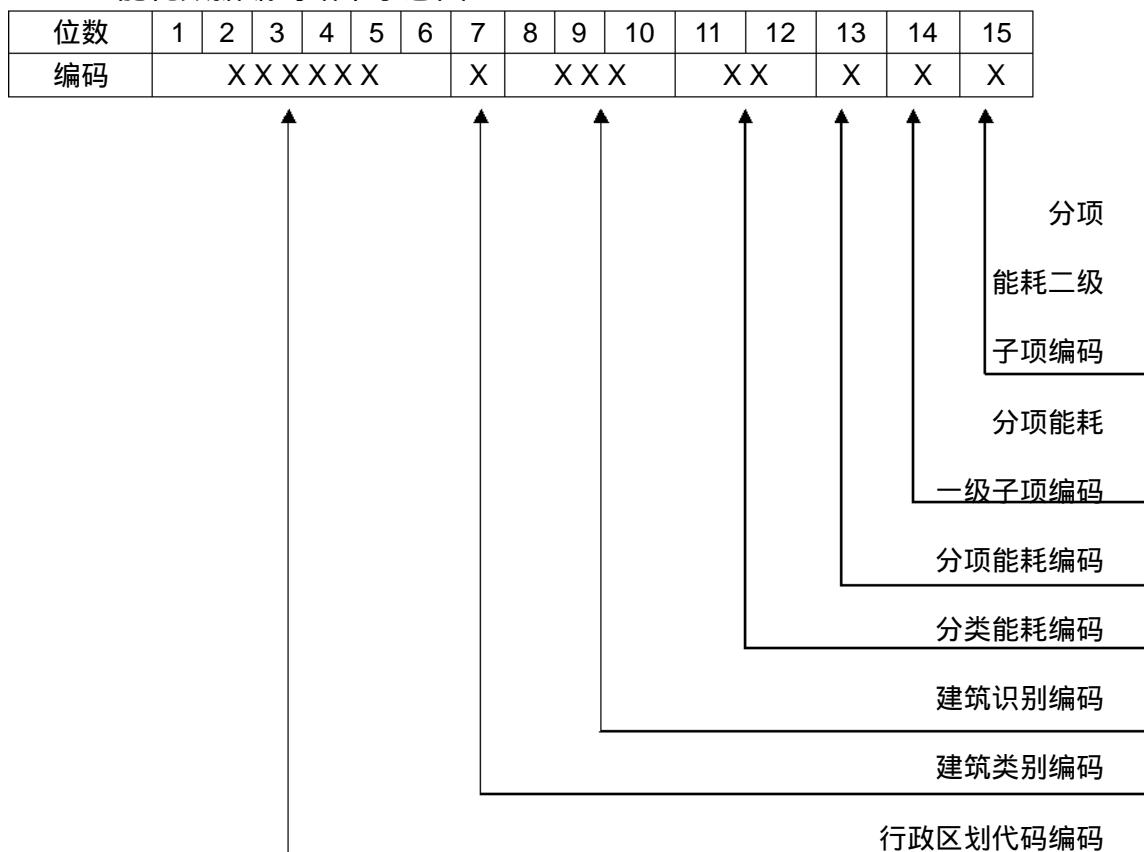 位数 1 2 3 4 5 6 7 8 9 10 11 12 13 14 15
编码 X X X X X X X X X X X X X X X
分项
能耗二级
子项编码
分项能耗
一级子项编码
分项能耗编码
分类能耗编码
建筑识别编码
建筑类别编码
行政区划代码编码